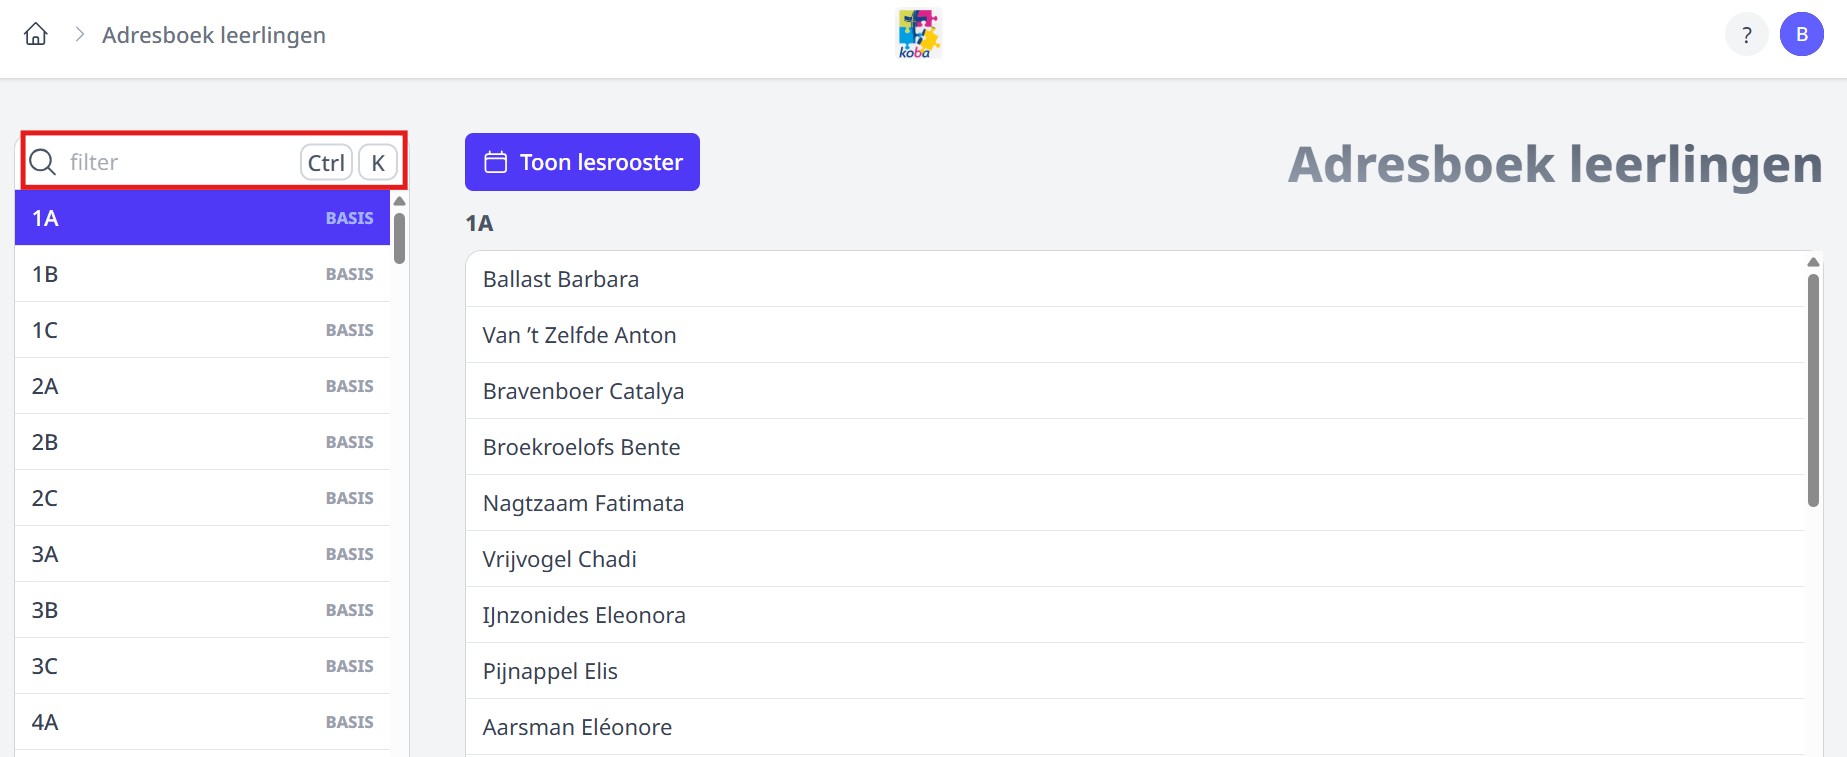 Adresboek leerlingen
koba
?
B
filter
Ctrl
K
Toon lesrooster
Adresboek leerlingen
1A BASIS
1B BASIS
1C BASIS
2A BASIS
2B BASIS
2C BASIS
3A BASIS
3B BASIS
3C BASIS
4A BASIS
1A
Ballast Barbara
Van ’t Zelfde Anton
Bravenboer Catalya
Broekroelofs Bente
Nagtzaam Fatimata
Vrijvogel Chadi
IJnzonides Eleonora
Pijnappel Elis
Aarsman Eléonore